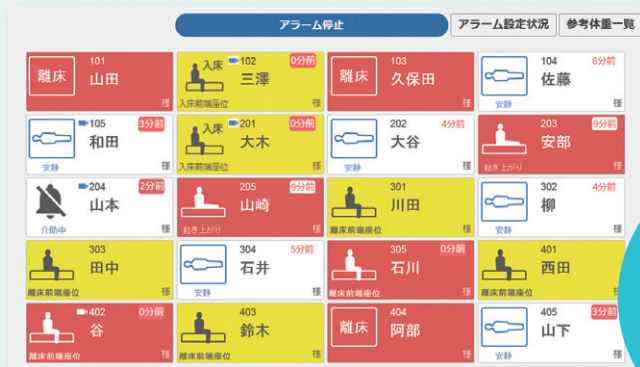 アラーム停止 アラーム設定状況 参考体重一覧
離床 101 山田 様
入床 102 0分前 三澤 入床前端座位 様
離床 103 久保田 様
104 6分前 佐藤 安静 様
105 3分前 和田 安静 様
入床 201 0分前 大木 入床前端座位 様
202 4分前 大谷 安静 様
203 9分前 安部 起き上がり 様
204 2分前 山本 介助中 様
205 9分前 山崎 起き上がり 様
301 川田 離床前端座位 様
302 4分前 柳 安静 様
303 田中 離床前端座位 様
304 5分前 石井 安静 様
305 0分前 石川 離床前端座位 様
401 西田 離床前端座位 様
402 0分前 谷 離床前端座位 様
403 鈴木 離床前端座位 様
離床 404 阿部 様
405 3分前 山下 安静 様